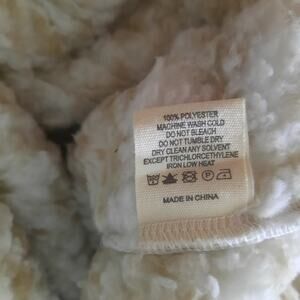 100% POLYESTER
MACHINE WASH COLD
DO NOT BLEACH
DO NOT TUMBLE DRY
DRY CLEAN ANY SOLVENT
EXCEPT TRICHLORCETHYLENE
IRON LOW HEAT
MADE IN CHINA